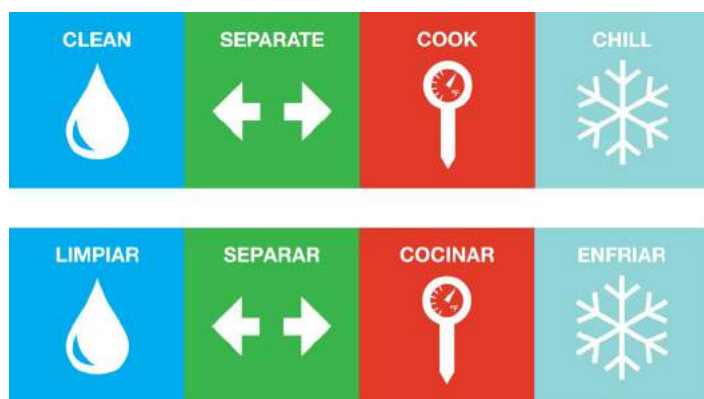 CLEAN SEPARATE COOK CHILL
°F
LIMPIAR SEPARAR COCINAR ENFRIAR
°F